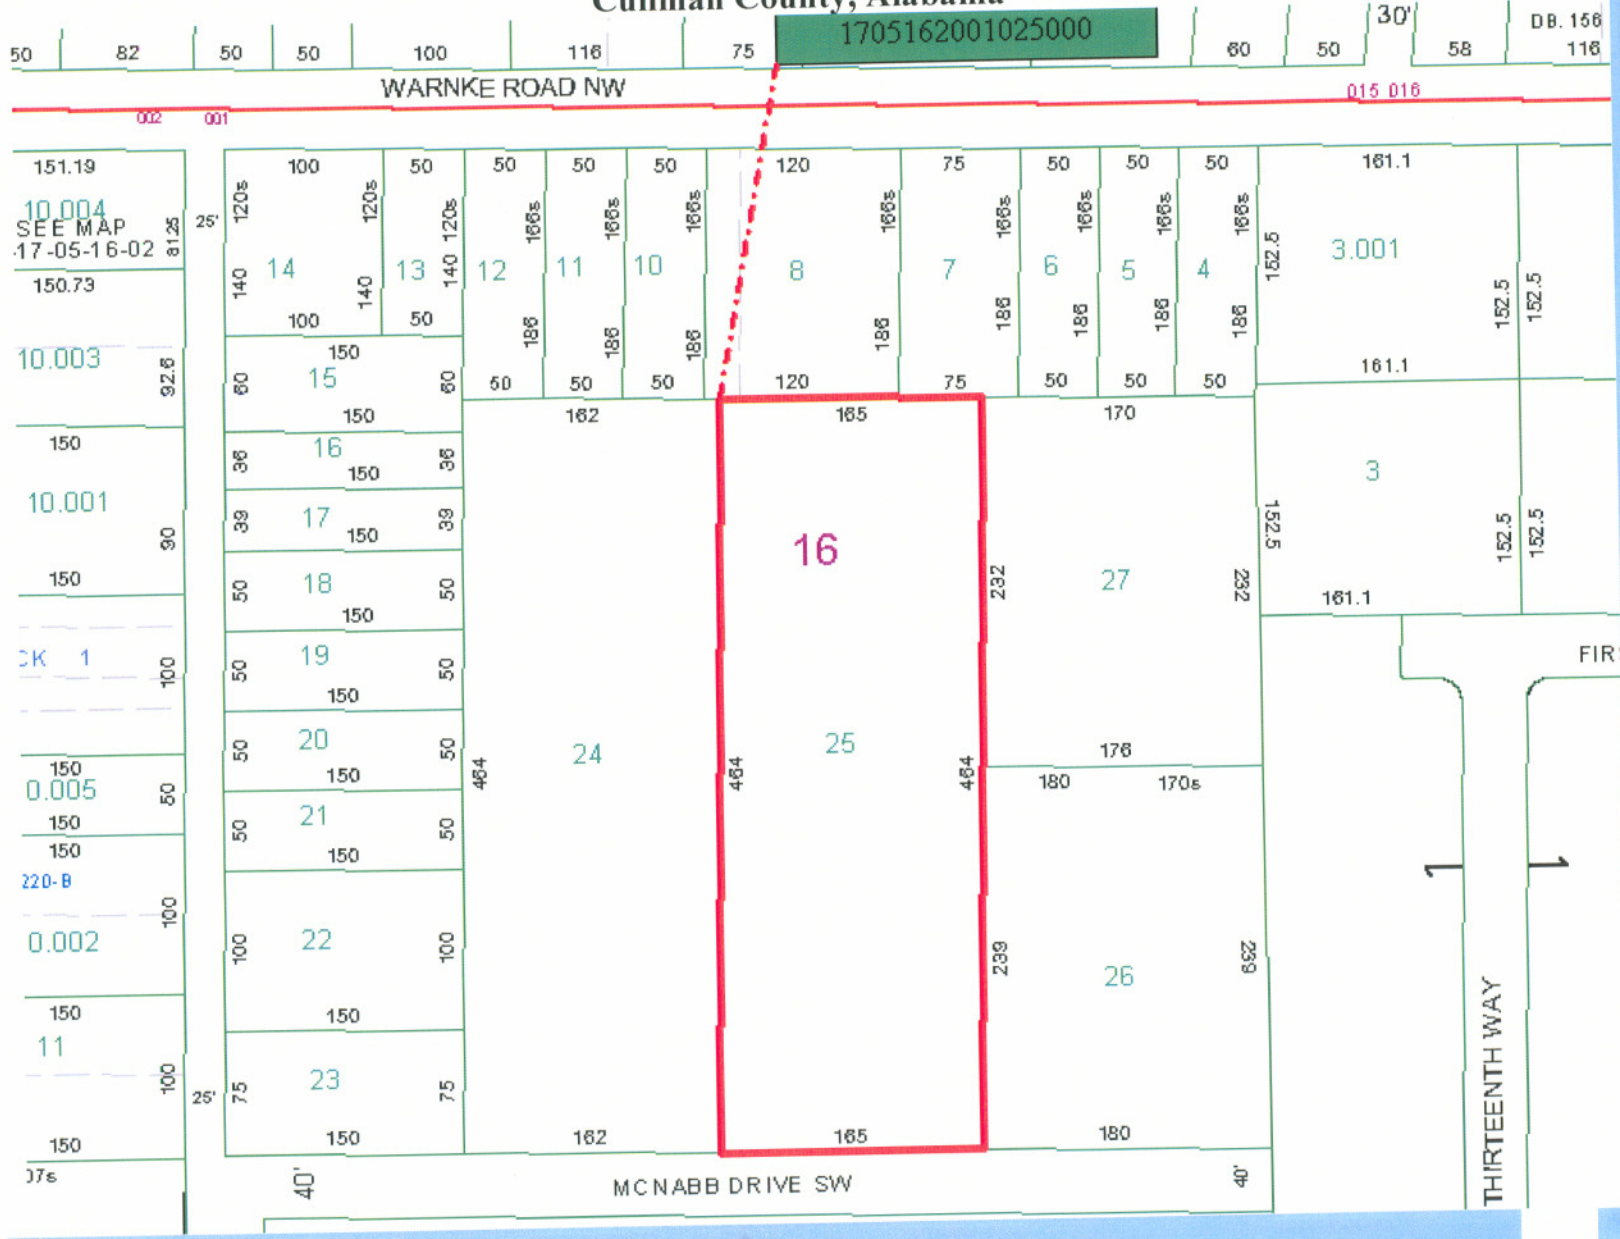 Cullman County, Alabama
1705162001025000
30'
DB. 156
50 82 50 50 100 116 75 60 50 58 116
WARNKE ROAD NW
015 016
002 001
151.19 100 50 50 50 50 120 75 50 50 50 161.1
10.004
SEE MAP
-17-05-16-02
8125
25'
120s 120s 120s 166s 166s 166s 166s 166s 166s 166s 166s
14 13 12 11 10 8 7 6 5 4 3.001
150.73
140 140 140 186 186 186 186 186 186 186 186
152.5 152.5 152.5
100 50
10.003
92.6
150
60 15 60
150
50 50 50 120 75 50 50 50 161.1
162 165 170
150
36 16 36
150
3
10.001
39 17 39
150
90
16
152.5 152.5 152.5
150
50 18 50
150
232 27 232
161.1
CK 1
100
50 19 50
150
FIR
50 20 50
150
24 25
464 464 464
176
180 170s
150
0.005
50
150
50 21 50
150
150
220-B
1 1
100
0.002
100 22 100
150
239 26 239
150
11
100
25'
75 23 75
150
150 162 165 180
07s
40'
MCNABB DRIVE SW
40'
THIRTEENTH WAY